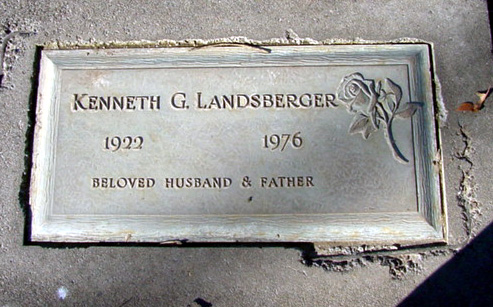 KENNETH G. LANDSBERGER
1922 1976
BELOVED HUSBAND & FATHER